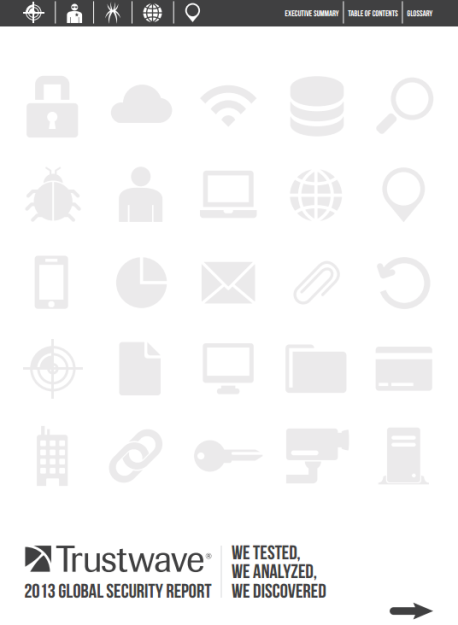 EXECUTIVE SUMMARY TABLE OF CONTENTS GLOSSARY
Trustwave®
2013 GLOBAL SECURITY REPORT
WE TESTED,
WE ANALYZED,
WE DISCOVERED